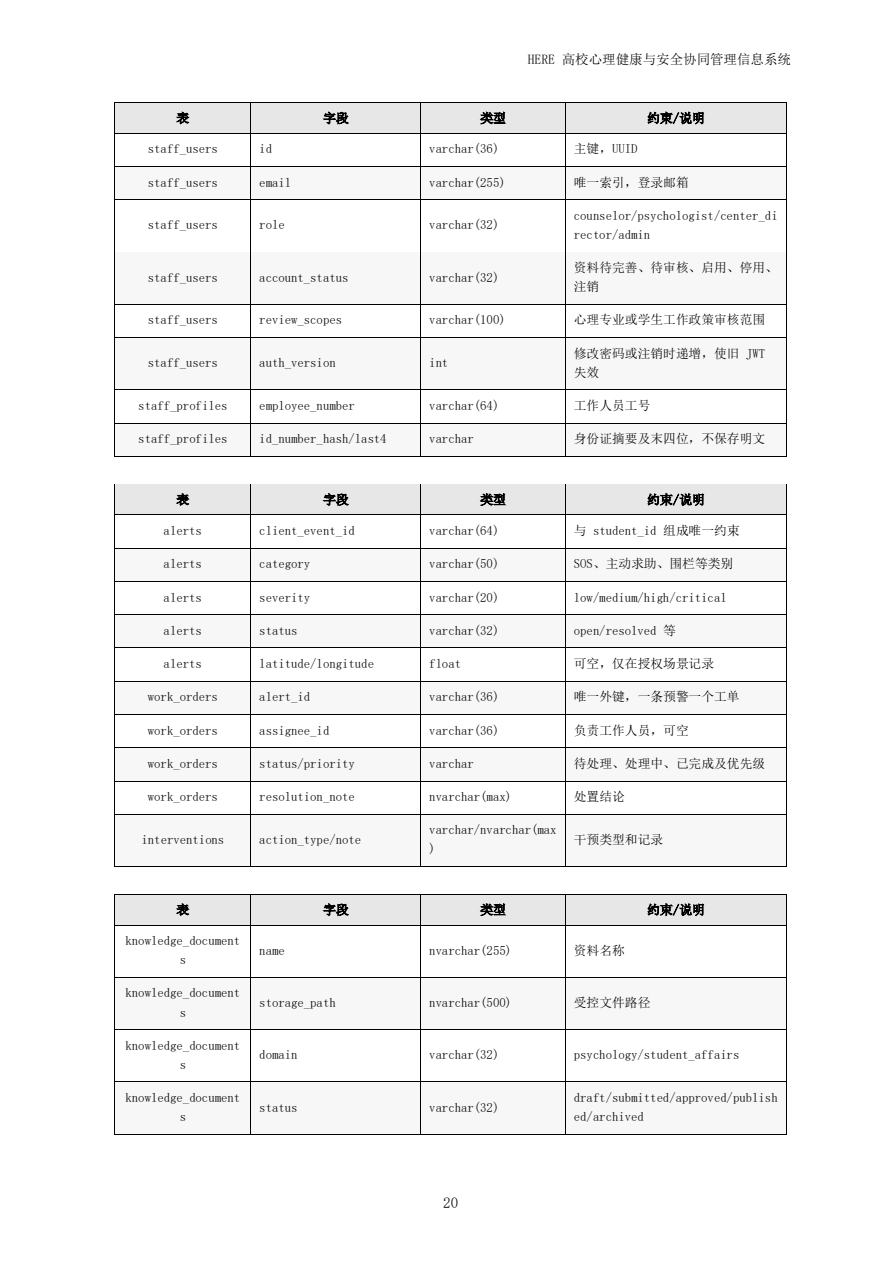 HERE 高校心理健康与安全协同管理信息系统
表 字段 类型 约束/说明
staff_users id varchar(36) 主键，UUID
staff_users email varchar(255) 唯一索引，登录邮箱
staff_users role varchar(32) counselor/psychologist/center_di
rector/admin
staff_users account_status varchar(32) 资料待完善、待审核、启用、停用、
注销
staff_users review_scopes varchar(100) 心理专业或学生工作政策审核范围
staff_users auth_version int 修改密码或注销时递增，使旧 JWT
失效
staff_profiles employee_number varchar(64) 工作人员工号
staff_profiles id_number_hash/last4 varchar 身份证摘要及末四位，不保存明文
表 字段 类型 约束/说明
alerts client_event_id varchar(64) 与 student_id 组成唯一约束
alerts category varchar(50) SOS、主动求助、围栏等类别
alerts severity varchar(20) low/medium/high/critical
alerts status varchar(32) open/resolved 等
alerts latitude/longitude float 可空，仅在授权场景记录
work_orders alert_id varchar(36) 唯一外键，一条预警一个工单
work_orders assignee_id varchar(36) 负责工作人员，可空
work_orders status/priority varchar 待处理、处理中、已完成及优先级
work_orders resolution_note nvarchar(max) 处置结论
interventions action_type/note varchar/nvarchar(max
) 干预类型和记录
表 字段 类型 约束/说明
knowledge_document
s name nvarchar(255) 资料名称
knowledge_document
s storage_path nvarchar(500) 受控文件路径
knowledge_document
s domain varchar(32) psychology/student_affairs
knowledge_document
s status varchar(32) draft/submitted/approved/publish
ed/archived
20